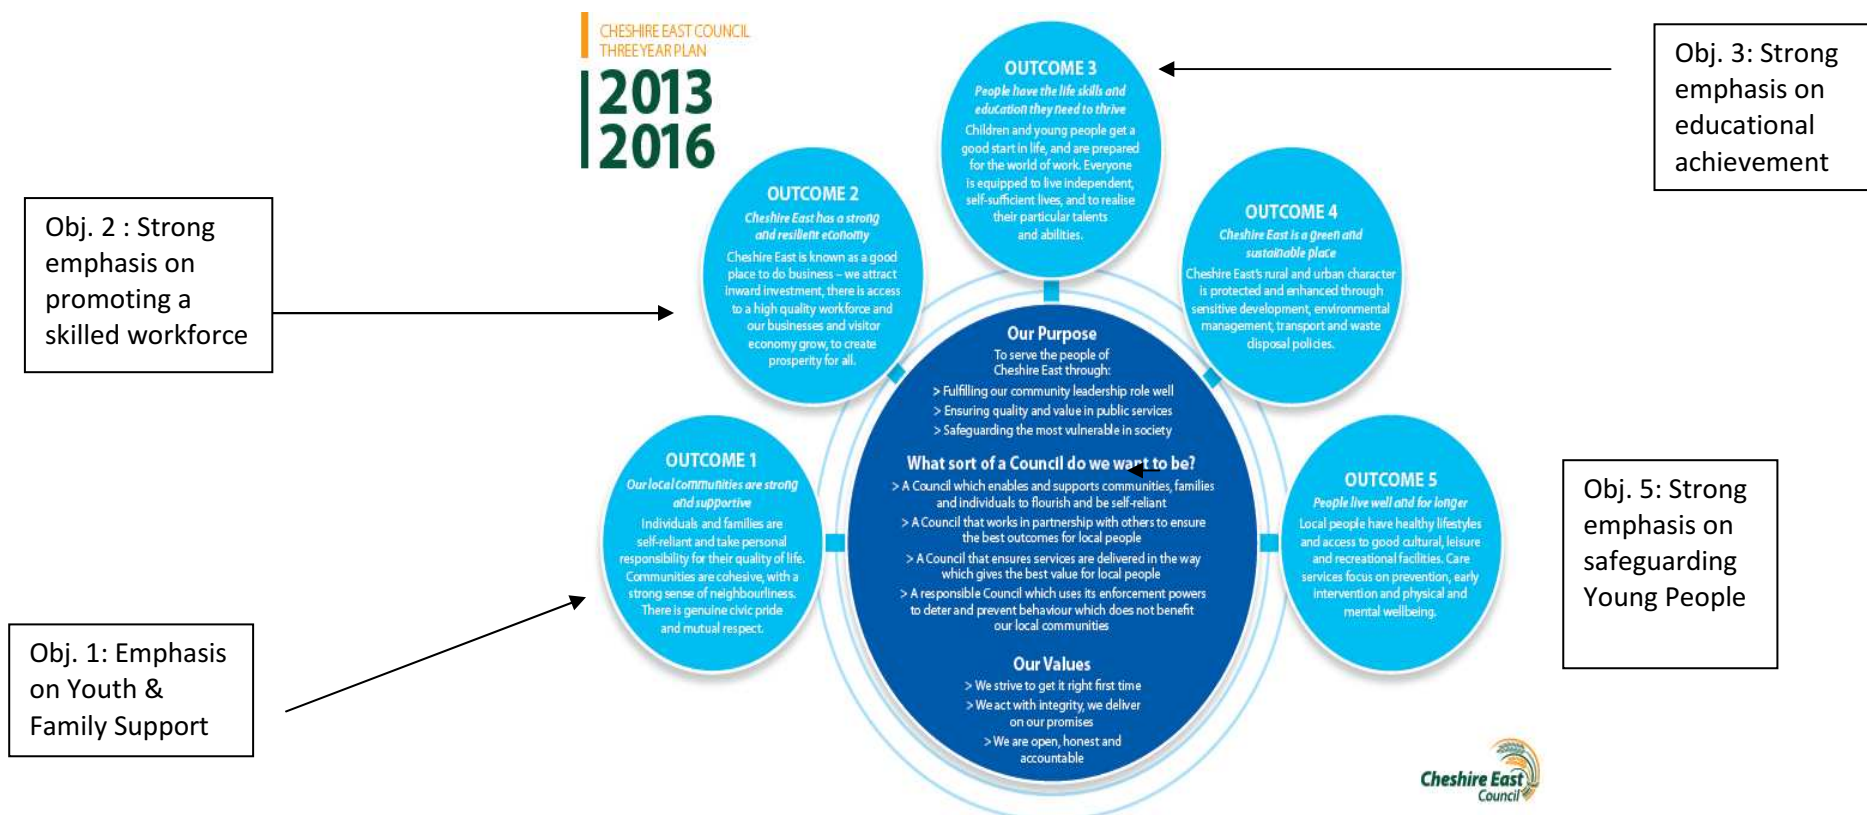 CHESHIRE EAST COUNCIL
THREE YEAR PLAN
2013
2016
OUTCOME 3
People have the life skills and
education they need to thrive
Children and young people get a
good start in life, and are prepared
for the world of work. Everyone
is equipped to live independent,
self-sufficient lives, and to realise
their particular talents
and abilities.
Obj. 3: Strong
emphasis on
educational
achievement
OUTCOME 2
Cheshire East has a strong
and resilient economy
Cheshire East is known as a good
place to do business – we attract
inward investment, there is access
to a high quality workforce and
our businesses and visitor
economy grow, to create
prosperity for all.
OUTCOME 4
Cheshire East is a green and
sustainable place
Cheshire East's rural and urban character
is protected and enhanced through
sensitive development, environmental
management, transport and waste
disposal policies.
Obj. 2 : Strong
emphasis on
promoting a
skilled workforce
Our Purpose
To serve the people of
Cheshire East through:
> Fulfilling our community leadership role well
> Ensuring quality and value in public services
> Safeguarding the most vulnerable in society
What sort of a Council do we want to be?
> A Council which enables and supports communities, families
and individuals to flourish and be self-reliant
> A Council that works in partnership with others to ensure
the best outcomes for local people
> A Council that ensures services are delivered in the way
which gives the best value for local people
> A responsible Council which uses its enforcement powers
to deter and prevent behaviour which does not benefit
our local communities
Our Values
> We strive to get it right first time
> We act with integrity, we deliver
on our promises
> We are open, honest and
accountable
OUTCOME 1
Our local communities are strong
and supportive
Individuals and families are
self-reliant and take personal
responsibility for their quality of life.
Communities are cohesive, with a
strong sense of neighbourliness.
There is genuine civic pride
and mutual respect.
OUTCOME 5
People live well and for longer
Local people have healthy lifestyles
and access to good cultural, leisure
and recreational facilities. Care
services focus on prevention, early
intervention and physical and
mental wellbeing.
Obj. 5: Strong
emphasis on
safeguarding
Young People
Obj. 1: Emphasis
on Youth &
Family Support
Cheshire East
Council